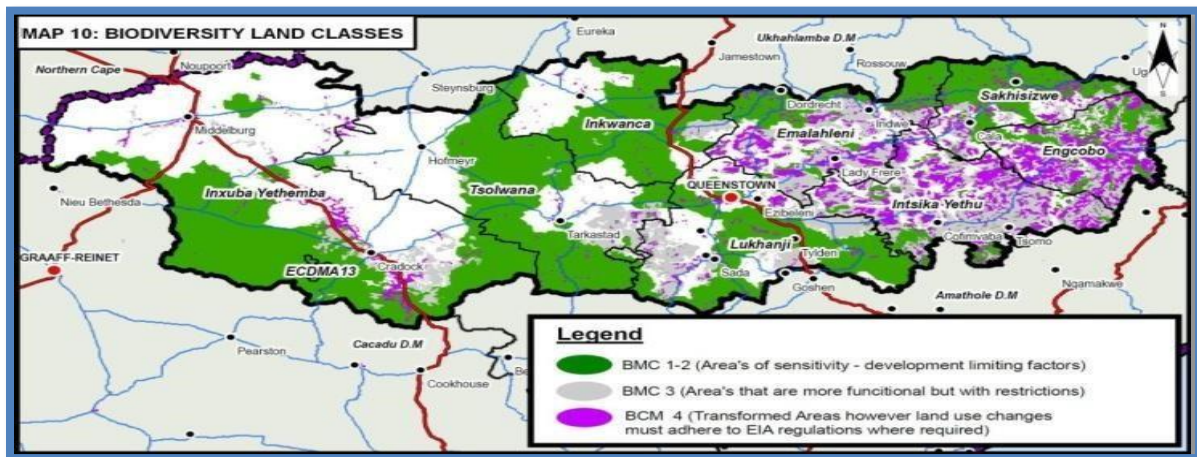 MAP 10: BIODIVERSITY LAND CLASSES
Eureka
Ukhahlamba D.M
N
Jamestown
Northern Cape
Noupoort
Rossouw
Ug
Steynsburg
S
Sakhisizwe
Dordrecht
Indwe
Middelburg
Inkwanca
Emalahleni
Cala
Hofmeyr
Engcobo
Lady Frere
Inxuba Yethemba
Tsolwana
QUEENSTOWN
Nieu Bethesda
Ezibeleni
Intsika Yethu
Tarkastad
Cofimvaba
Tsomo
Lukhanji
GRAAFF-REINET
Tylden
ECDMA13
Cradock
Sada
Goshen
Nqamakwe
Amathole D.M
Legend
Pearston
Cacadu D.M
Be
Cookhouse
BMC 1-2 (Area's of sensitivity - development limiting factors)
BMC 3 (Area's that are more fucnitional but with restrictions)
BCM 4 (Transformed Areas however land use changes
must adhere to EIA regulations where required)